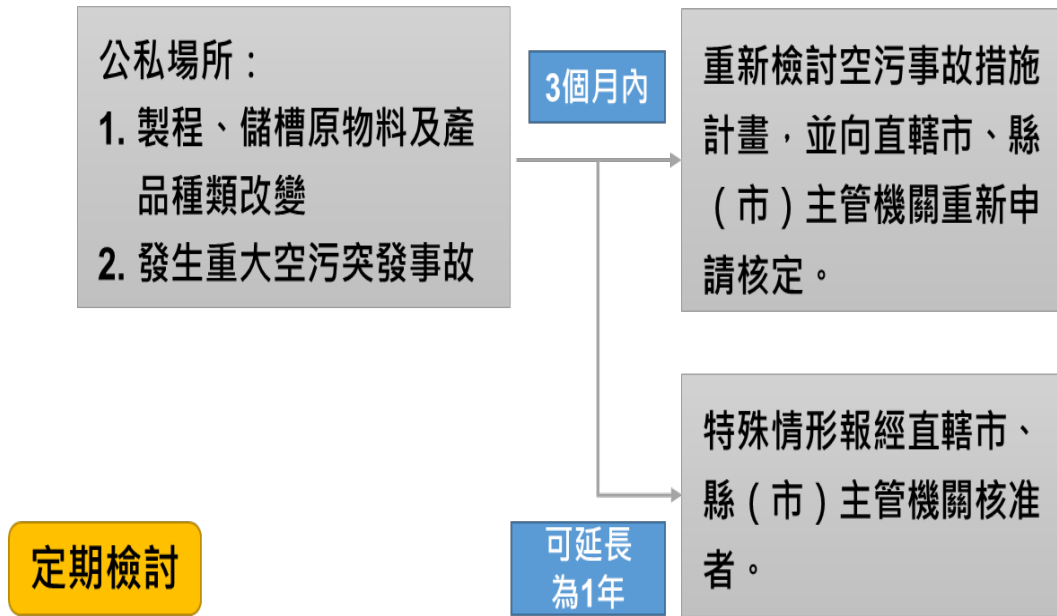 公私場所：
1. 製程、儲槽原物料及產
品種類改變
2. 發生重大空污突發事故
3個月內
重新檢討空污事故措施
計畫，並向直轄市、縣
（市）主管機關重新申
請核定。
特殊情形報經直轄市、
縣（市）主管機關核准
者。
可延長
為1年
定期檢討